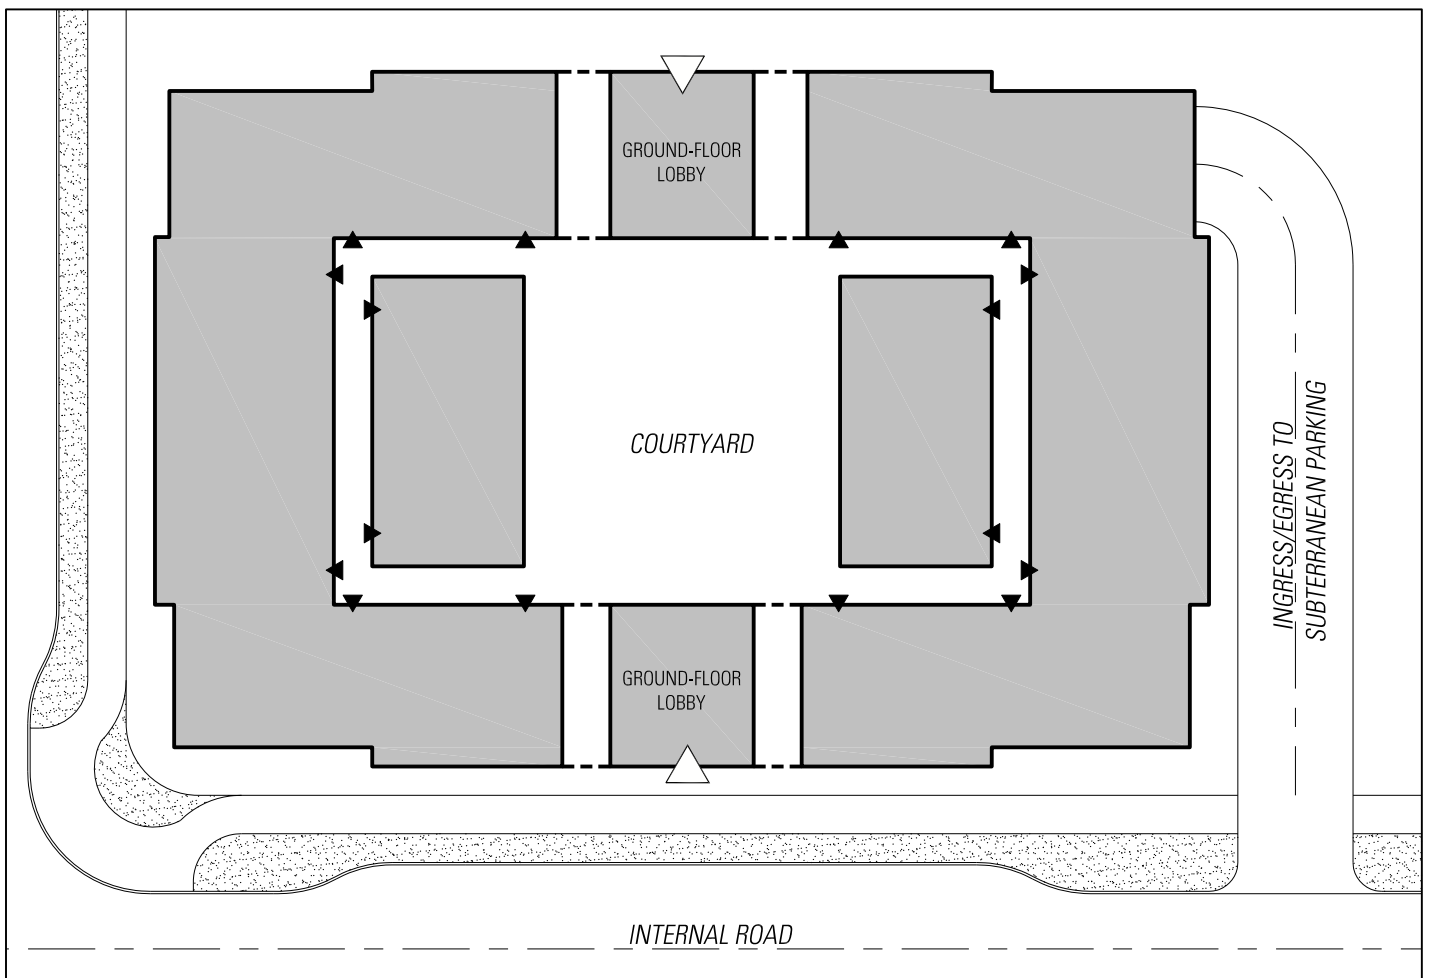 GROUND-FLOOR
LOBBY
COURTYARD
INGRESS/EGRESS TO
SUBTERRANEAN PARKING
GROUND-FLOOR
LOBBY
INTERNAL ROAD